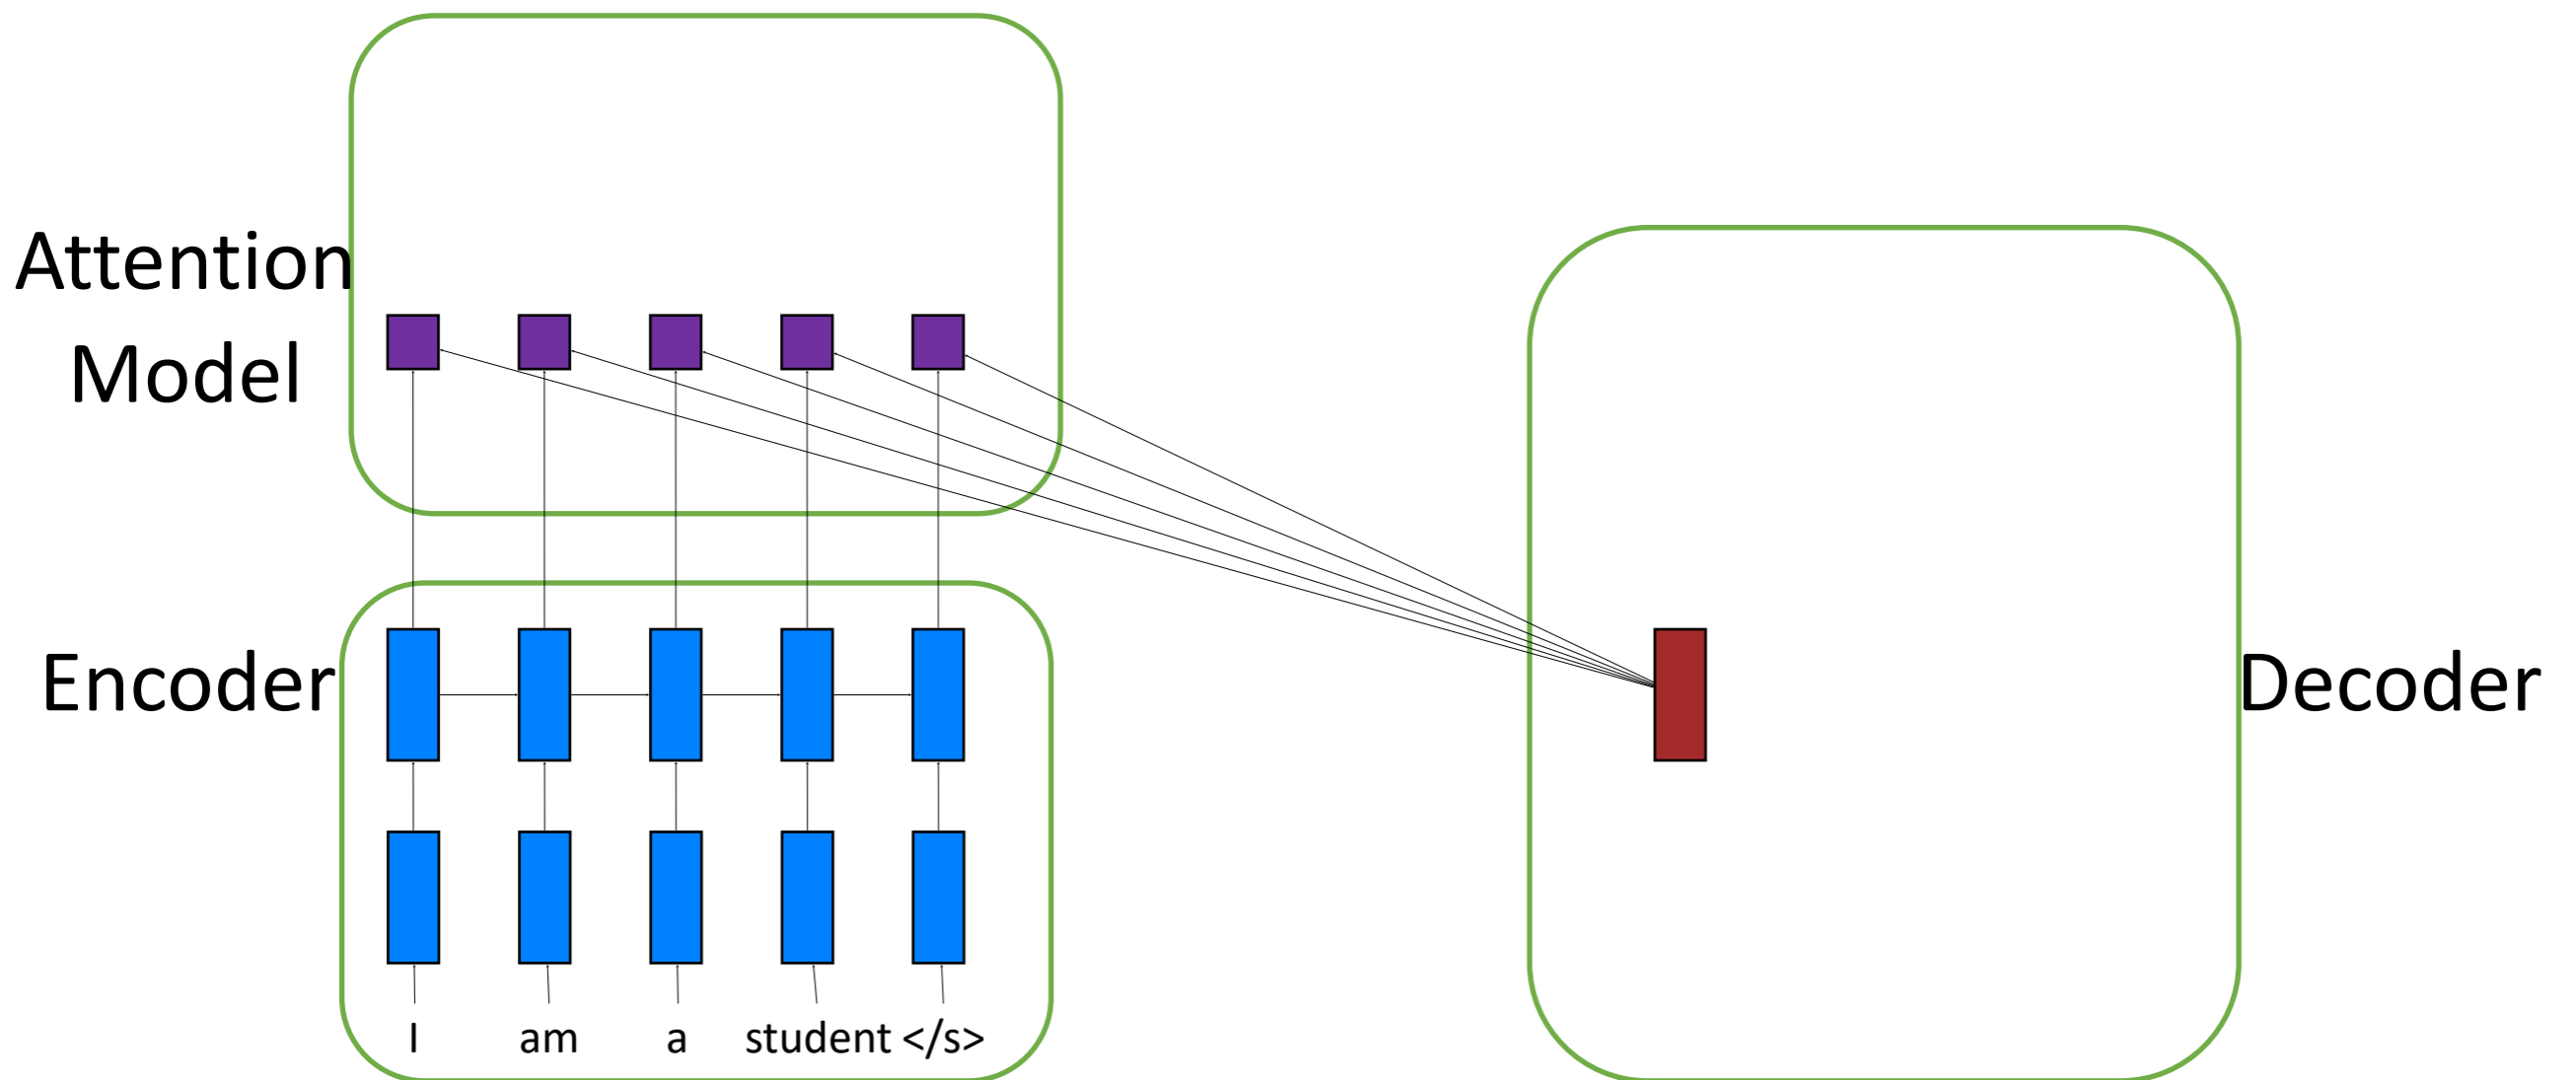 Attention
Model
Encoder
Decoder
I am a student </s>